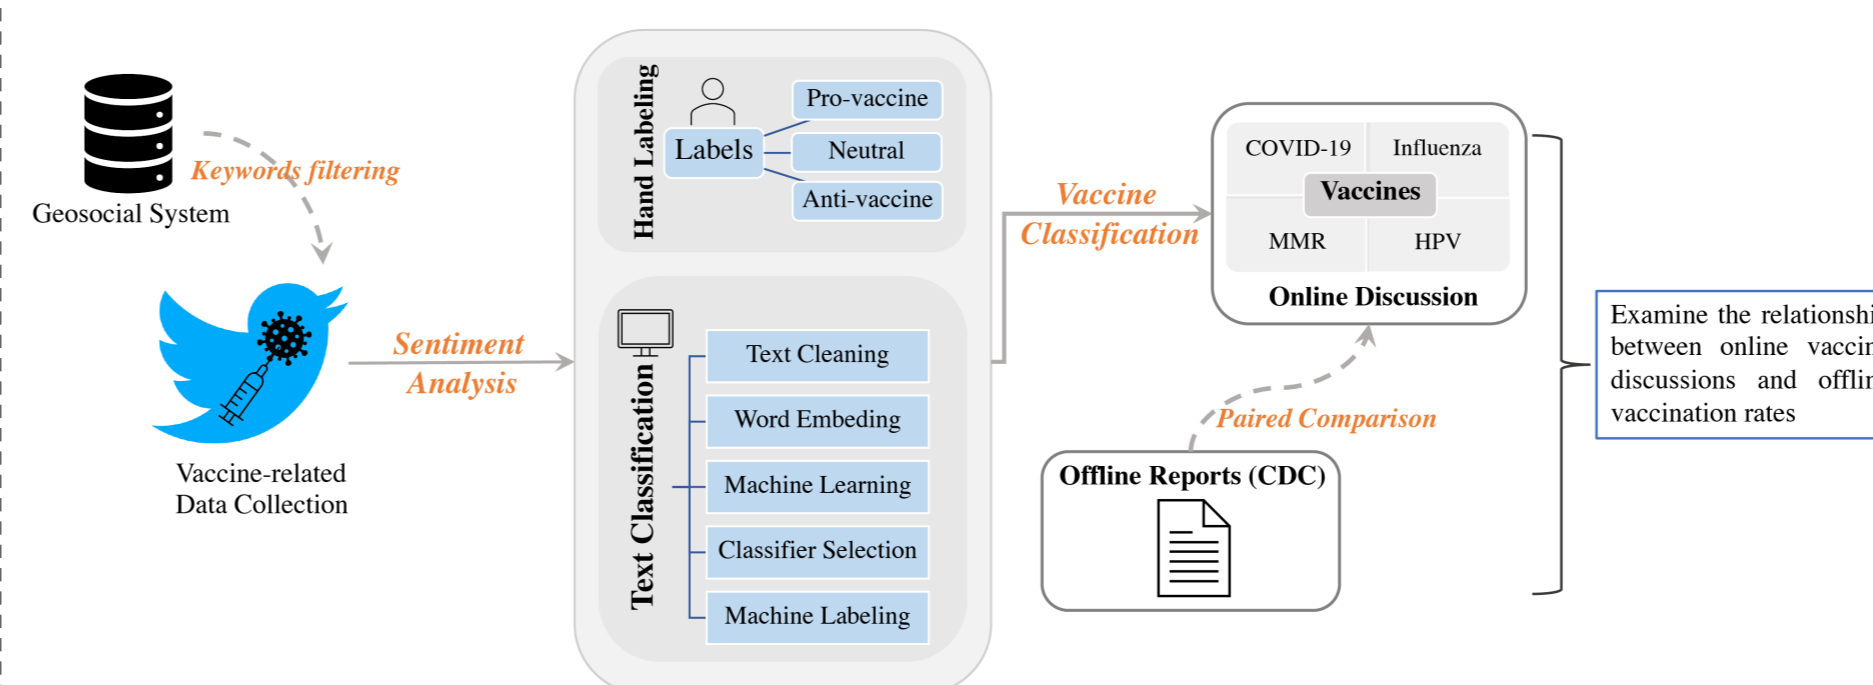 Keywords filtering
Geosocial System
Vaccine-related
Data Collection
Sentiment
Analysis
Hand Labeling
Labels
Pro-vaccine
Neutral
Anti-vaccine
Text Classification
Text Cleaning
Word Embeding
Machine Learning
Classifier Selection
Machine Labeling
Vaccine
Classification
COVID-19
Influenza
Vaccines
MMR
HPV
Online Discussion
Paired Comparison
Offline Reports (CDC)
Examine the relationshi
between online vaccin
discussions and offlin
vaccination rates